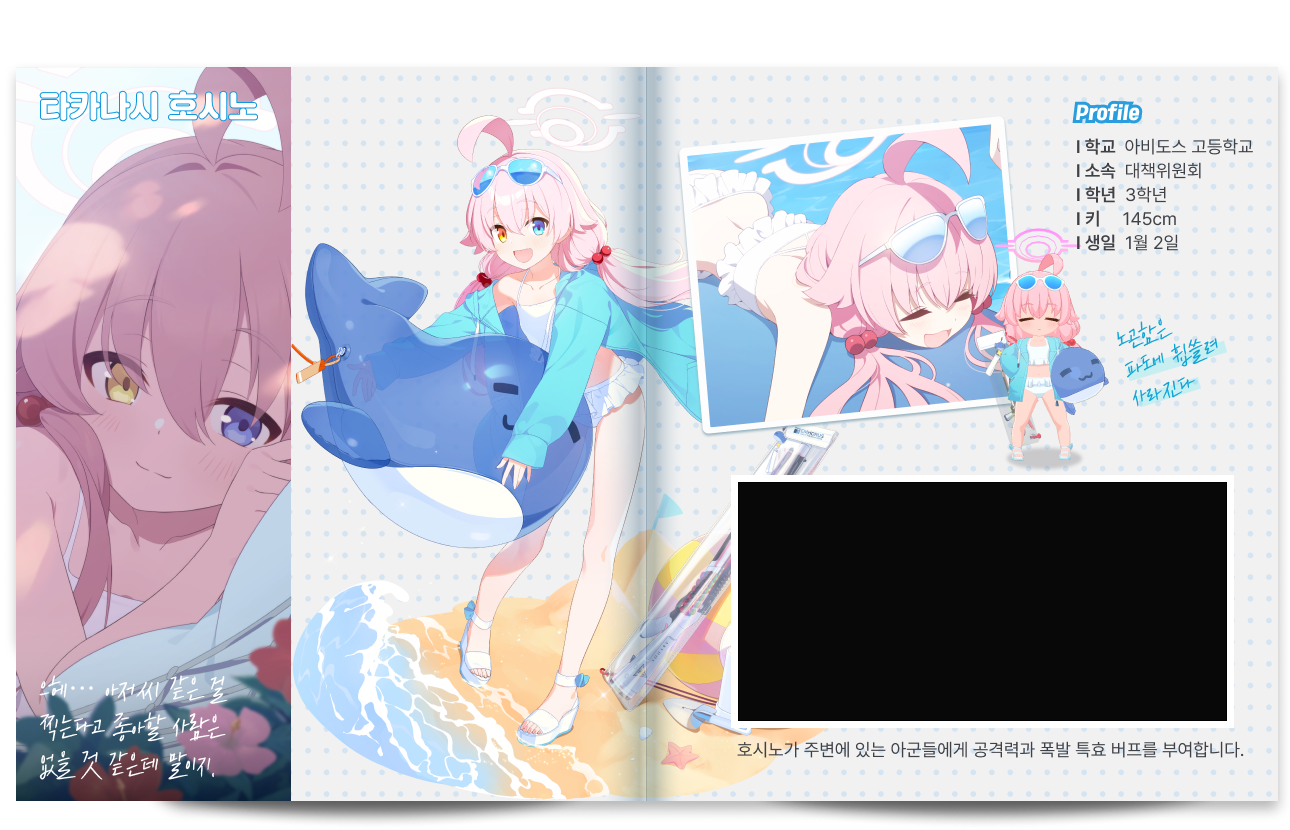 타카나시 호시노
으헤… 아저씨 같은 걸
찍는다고 좋아할 사람은
없을 것 같은데 말이지.
Profile
학교 아비도스 고등학교
소속 대책위원회
학년 3학년
키 145cm
생일 1월 2일
노곤함은
파도에 휩쓸려
사라진다
호시노가 주변에 있는 아군들에게 공격력과 폭발 특효 버프를 부여합니다.